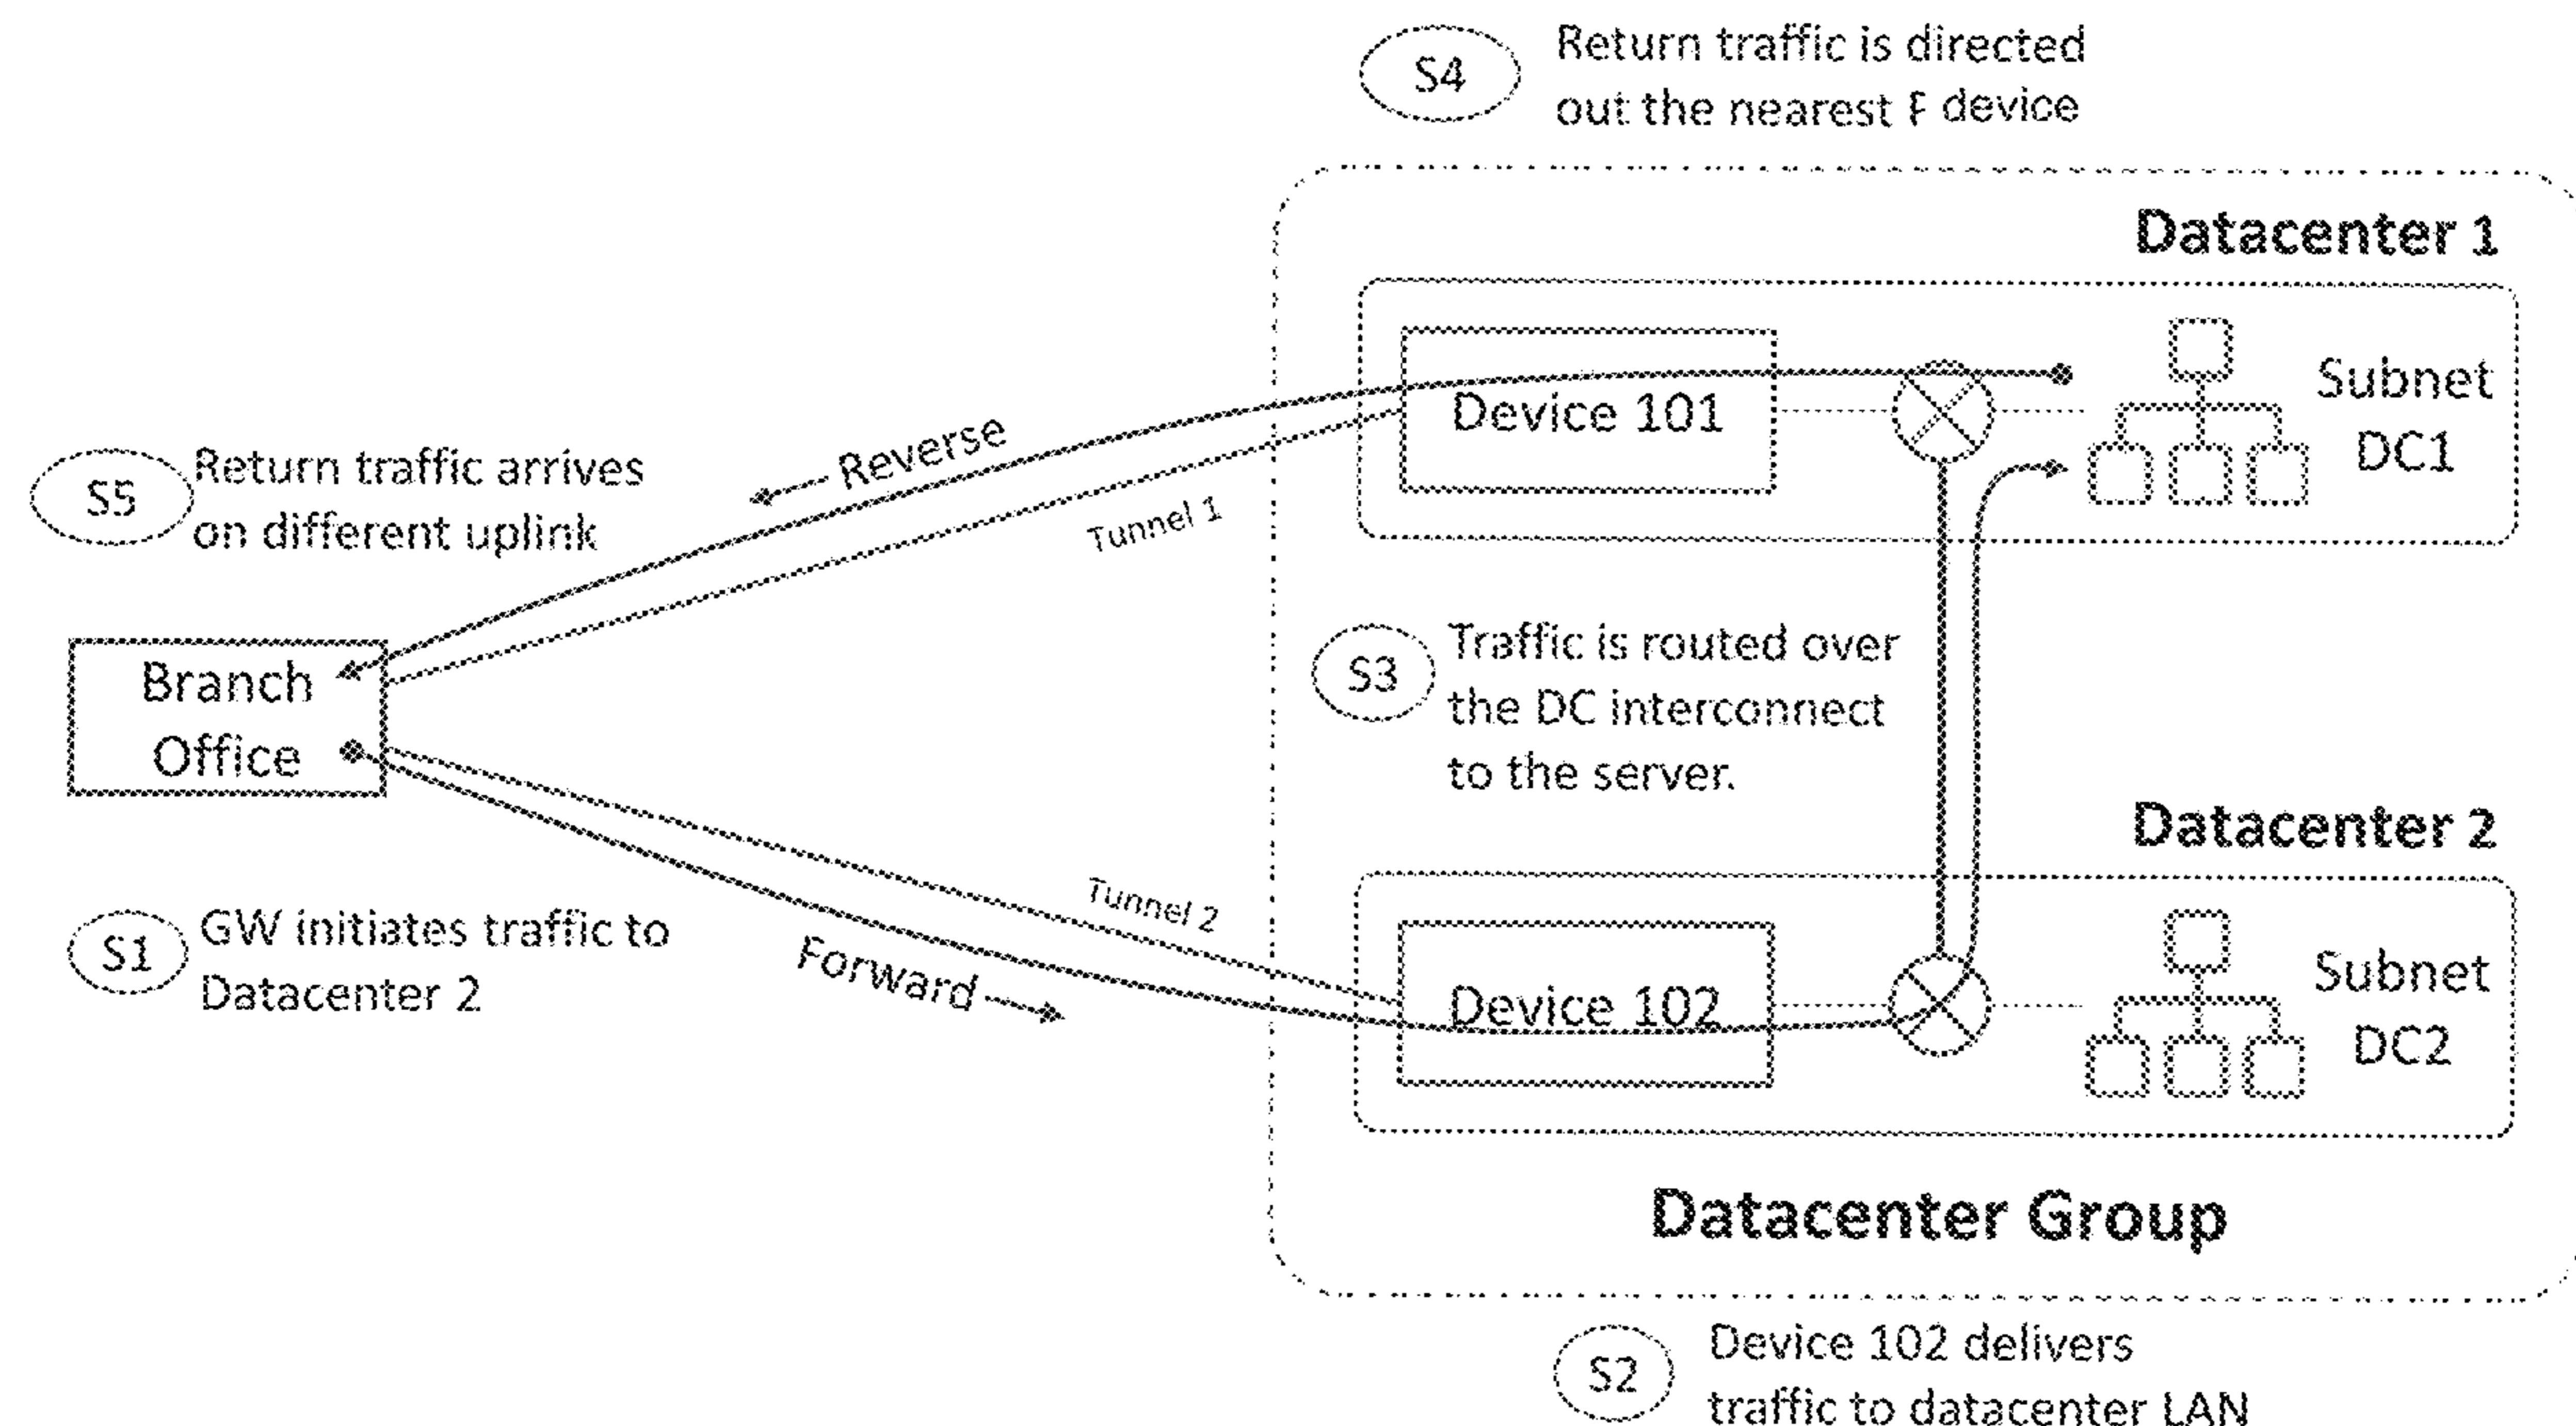 S4
Return traffic is directed
out the nearest F device
Datacenter 1
Device 101
Subnet
DC1
Reverse
Tunnel 1
S5
Return traffic arrives
on different uplink
Branch
Office
S3
Traffic is routed over
the DC interconnect
to the server.
Datacenter 2
Tunnel 2
Forward
S1
GW initiates traffic to
Datacenter 2
Device 102
Subnet
DC2
Datacenter Group
S2
Device 102 delivers
traffic to datacenter LAN